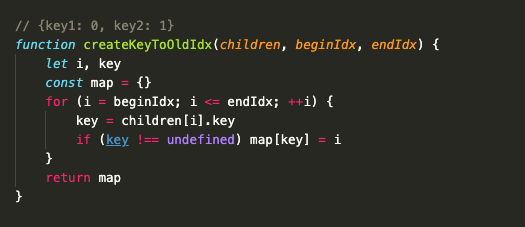 // {key1: 0, key2: 1}
function createKeyToOldIdx(children, beginIdx, endIdx) {
    let i, key
    const map = {}
    for (i = beginIdx; i <= endIdx; ++i) {
        key = children[i].key
        if (key !== undefined) map[key] = i
    }
    return map
}